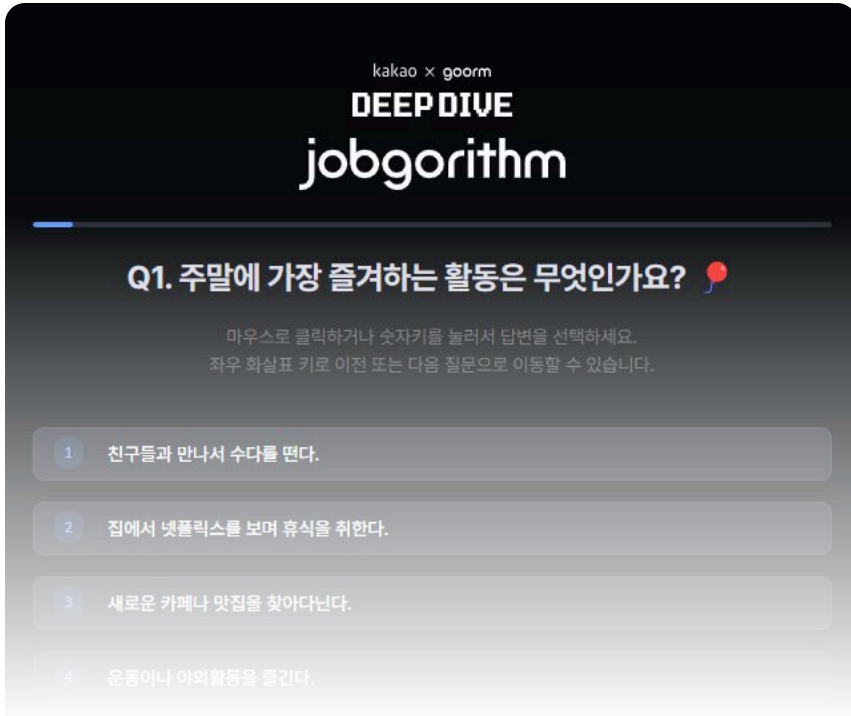 kakao × goorm
DEEP DIVE
jobgorithm
Q1. 주말에 가장 즐겨하는 활동은 무엇인가요?
마우스로 클릭하거나 숫자키를 눌러서 답변을 선택하세요.
좌우 화살표 키로 이전 또는 다음 질문으로 이동할 수 있습니다.
1 친구들과 만나서 수다를 떤다.
2 집에서 넷플릭스를 보며 휴식을 취한다.
3 새로운 카페나 맛집을 찾아다닌다.
4 운동이나 야외활동을 즐긴다.